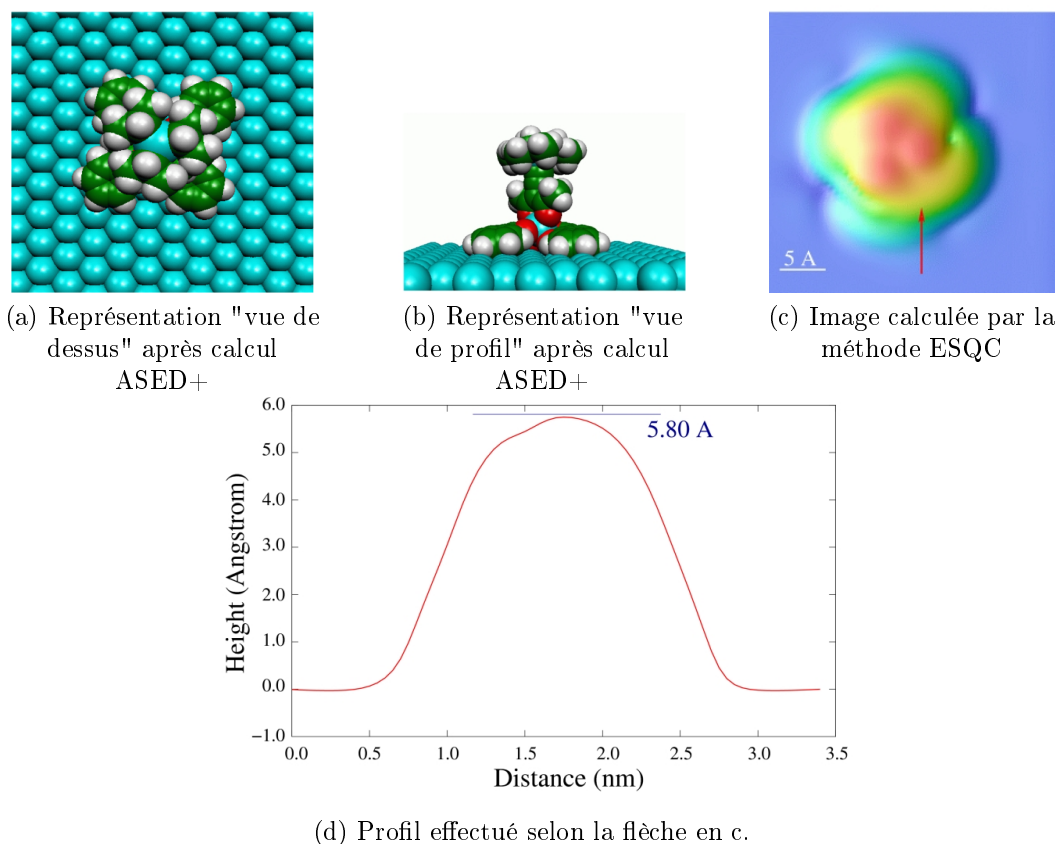 5 A
(a) Représentation "vue de
dessus" après calcul
ASED+
(b) Représentation "vue
de profil" après calcul
ASED+
(c) Image calculée par la
méthode ESQC
6.0
5.0
4.0
3.0
2.0
1.0
0.0
−1.0
Height (Angstrom)
5.80 A
0.0 0.5 1.0 1.5 2.0 2.5 3.0 3.5
Distance (nm)
(d) Profil effectué selon la flèche en c.